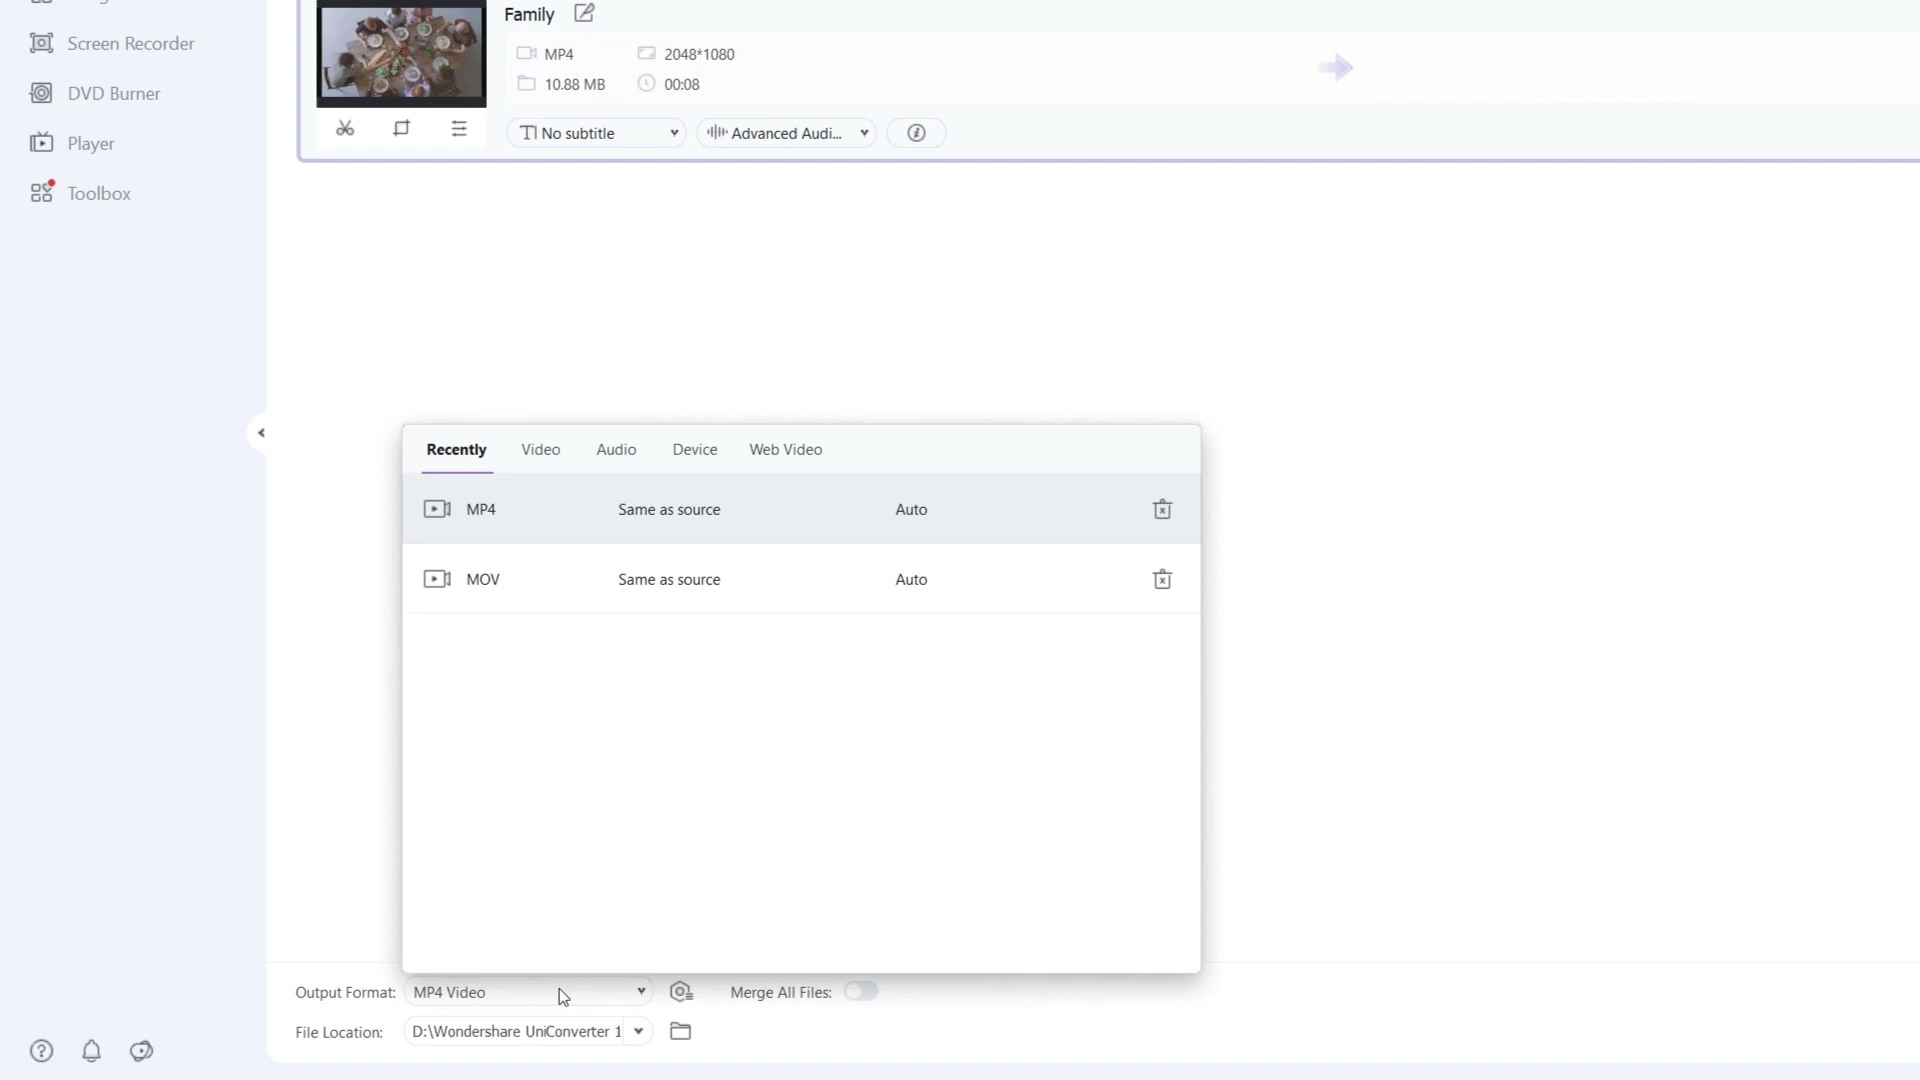 Family
Screen Recorder
MP4 2048*1080
10.88 MB 00:08
DVD Burner
No subtitle Advanced Audi...
Player
Toolbox
Recently Video Audio Device Web Video
MP4 Same as source Auto
MOV Same as source Auto
Output Format: MP4 Video Merge All Files:
File Location: D:\Wondershare UniConverter 1